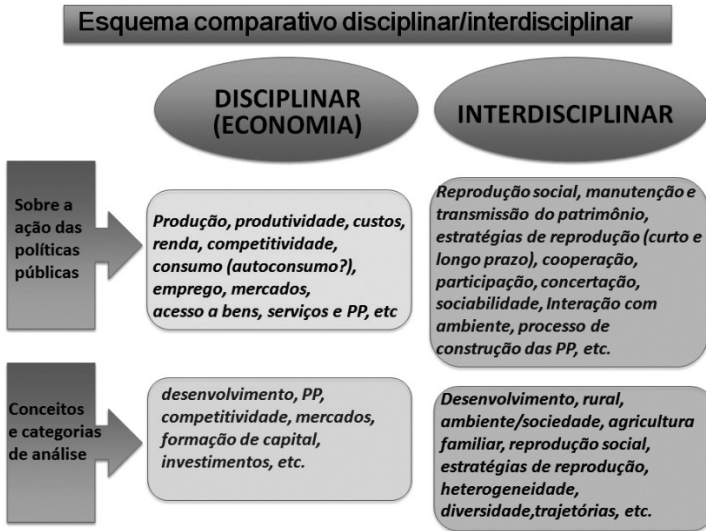 Esquema comparativo disciplinar/interdisciplinar
DISCIPLINAR
(ECONOMIA)
INTERDISCIPLINAR
Sobre a
ação das
políticas
públicas
Produção, produtividade, custos,
renda, competitividade,
consumo (autoconsumo?),
emprego, mercados,
acesso a bens, serviços e PP, etc
Reprodução social, manutenção e
transmissão do patrimônio,
estratégias de reprodução (curto e
longo prazo), cooperação,
participação, concertação,
sociabilidade, Interação com
ambiente, processo de
construção das PP, etc.
Conceitos
e categorias
de análise
desenvolvimento, PP,
competitividade, mercados,
formação de capital,
investimentos, etc.
Desenvolvimento, rural,
ambiente/sociedade, agricultura
familiar, reprodução social,
estratégias de reprodução,
heterogeneidade,
diversidade,trajetórias, etc.